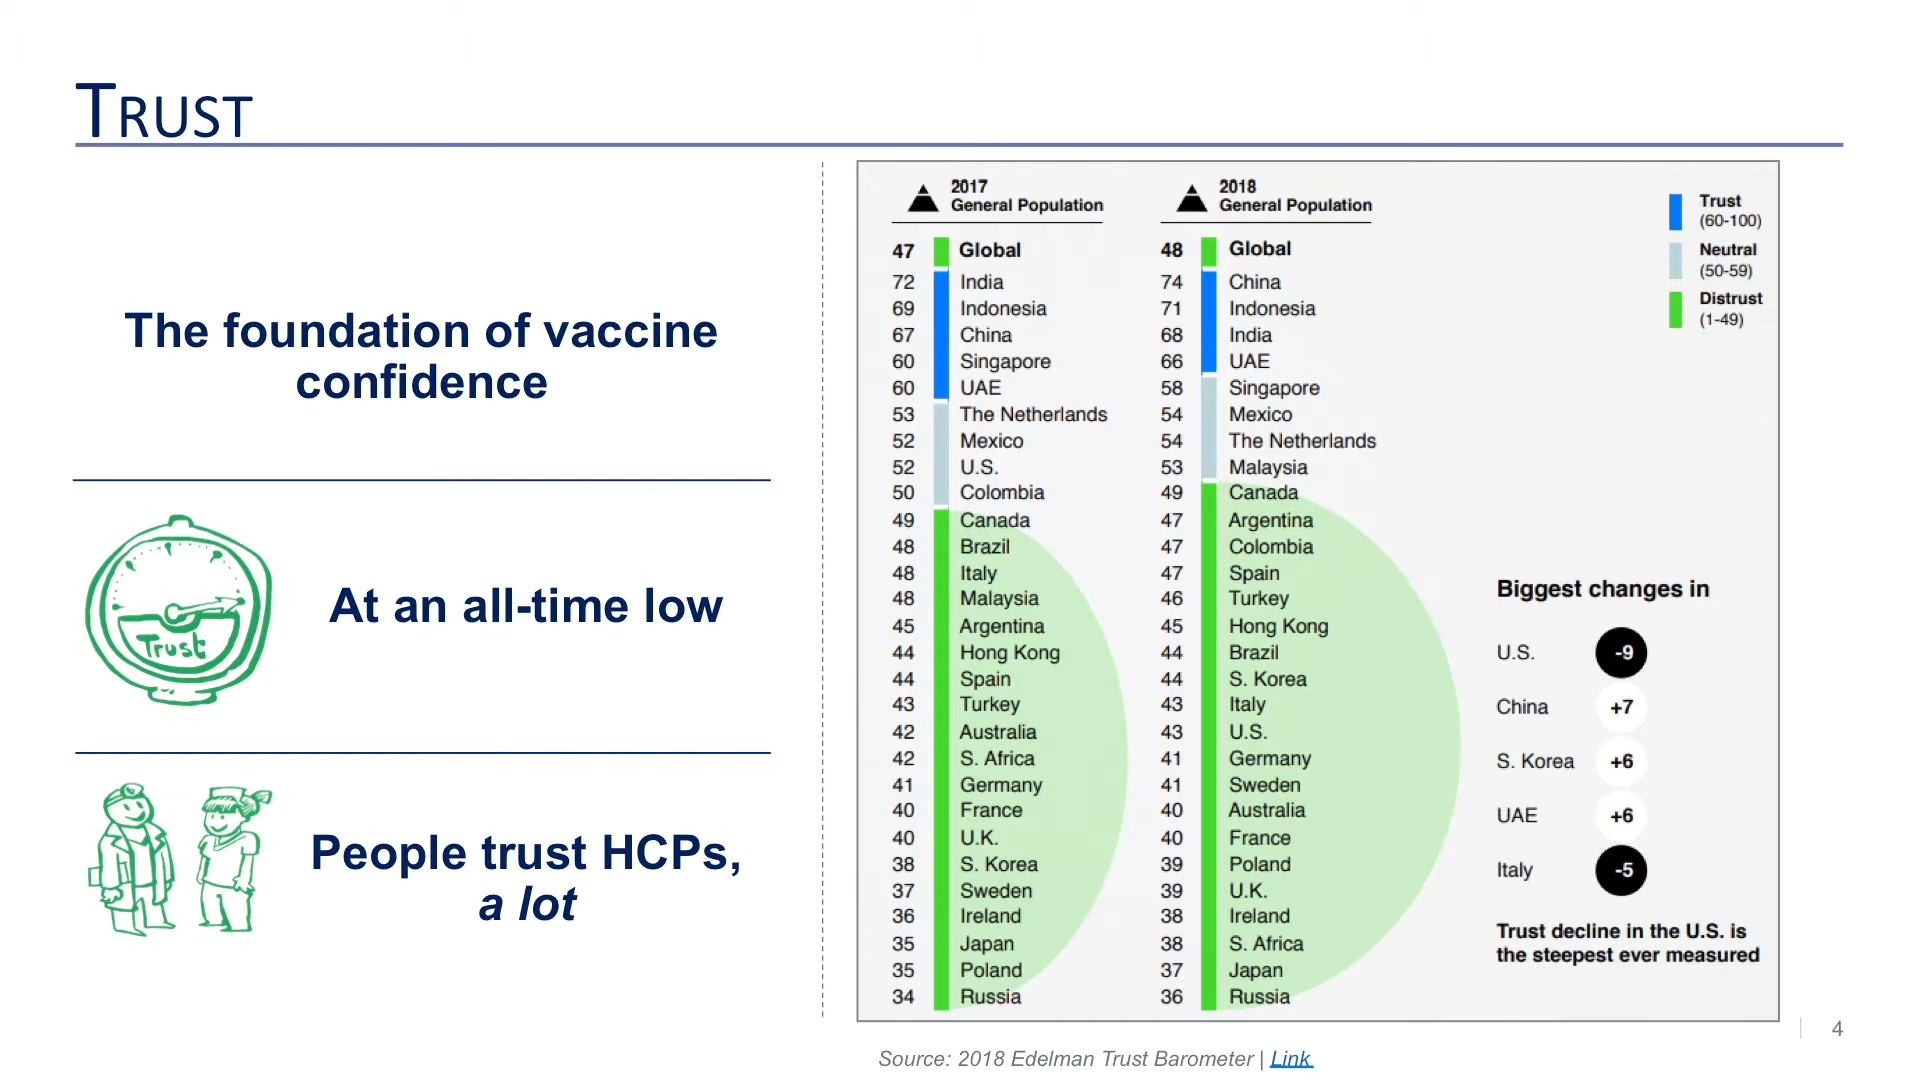 TRUST
The foundation of vaccine
confidence
Trust
At an all-time low
People trust HCPs,
a lot
2017
General Population
47 Global
72 India
69 Indonesia
67 China
60 Singapore
60 UAE
53 The Netherlands
52 Mexico
52 U.S.
50 Colombia
49 Canada
48 Brazil
48 Italy
48 Malaysia
45 Argentina
44 Hong Kong
44 Spain
43 Turkey
42 Australia
42 S. Africa
41 Germany
40 France
40 U.K.
38 S. Korea
37 Sweden
36 Ireland
35 Japan
35 Poland
34 Russia
2018
General Population
48 Global
74 China
71 Indonesia
68 India
66 UAE
58 Singapore
54 Mexico
54 The Netherlands
53 Malaysia
49 Canada
47 Argentina
47 Colombia
47 Spain
46 Turkey
45 Hong Kong
44 Brazil
44 S. Korea
43 Italy
43 U.S.
41 Germany
41 Sweden
40 Australia
40 France
39 Poland
39 U.K.
38 Ireland
38 S. Africa
37 Japan
36 Russia
Trust
(60-100)
Neutral
(50-59)
Distrust
(1-49)
Biggest changes in
U.S. -9
China +7
S. Korea +6
UAE +6
Italy -5
Trust decline in the U.S. is
the steepest ever measured
Source: 2018 Edelman Trust Barometer | Link
4